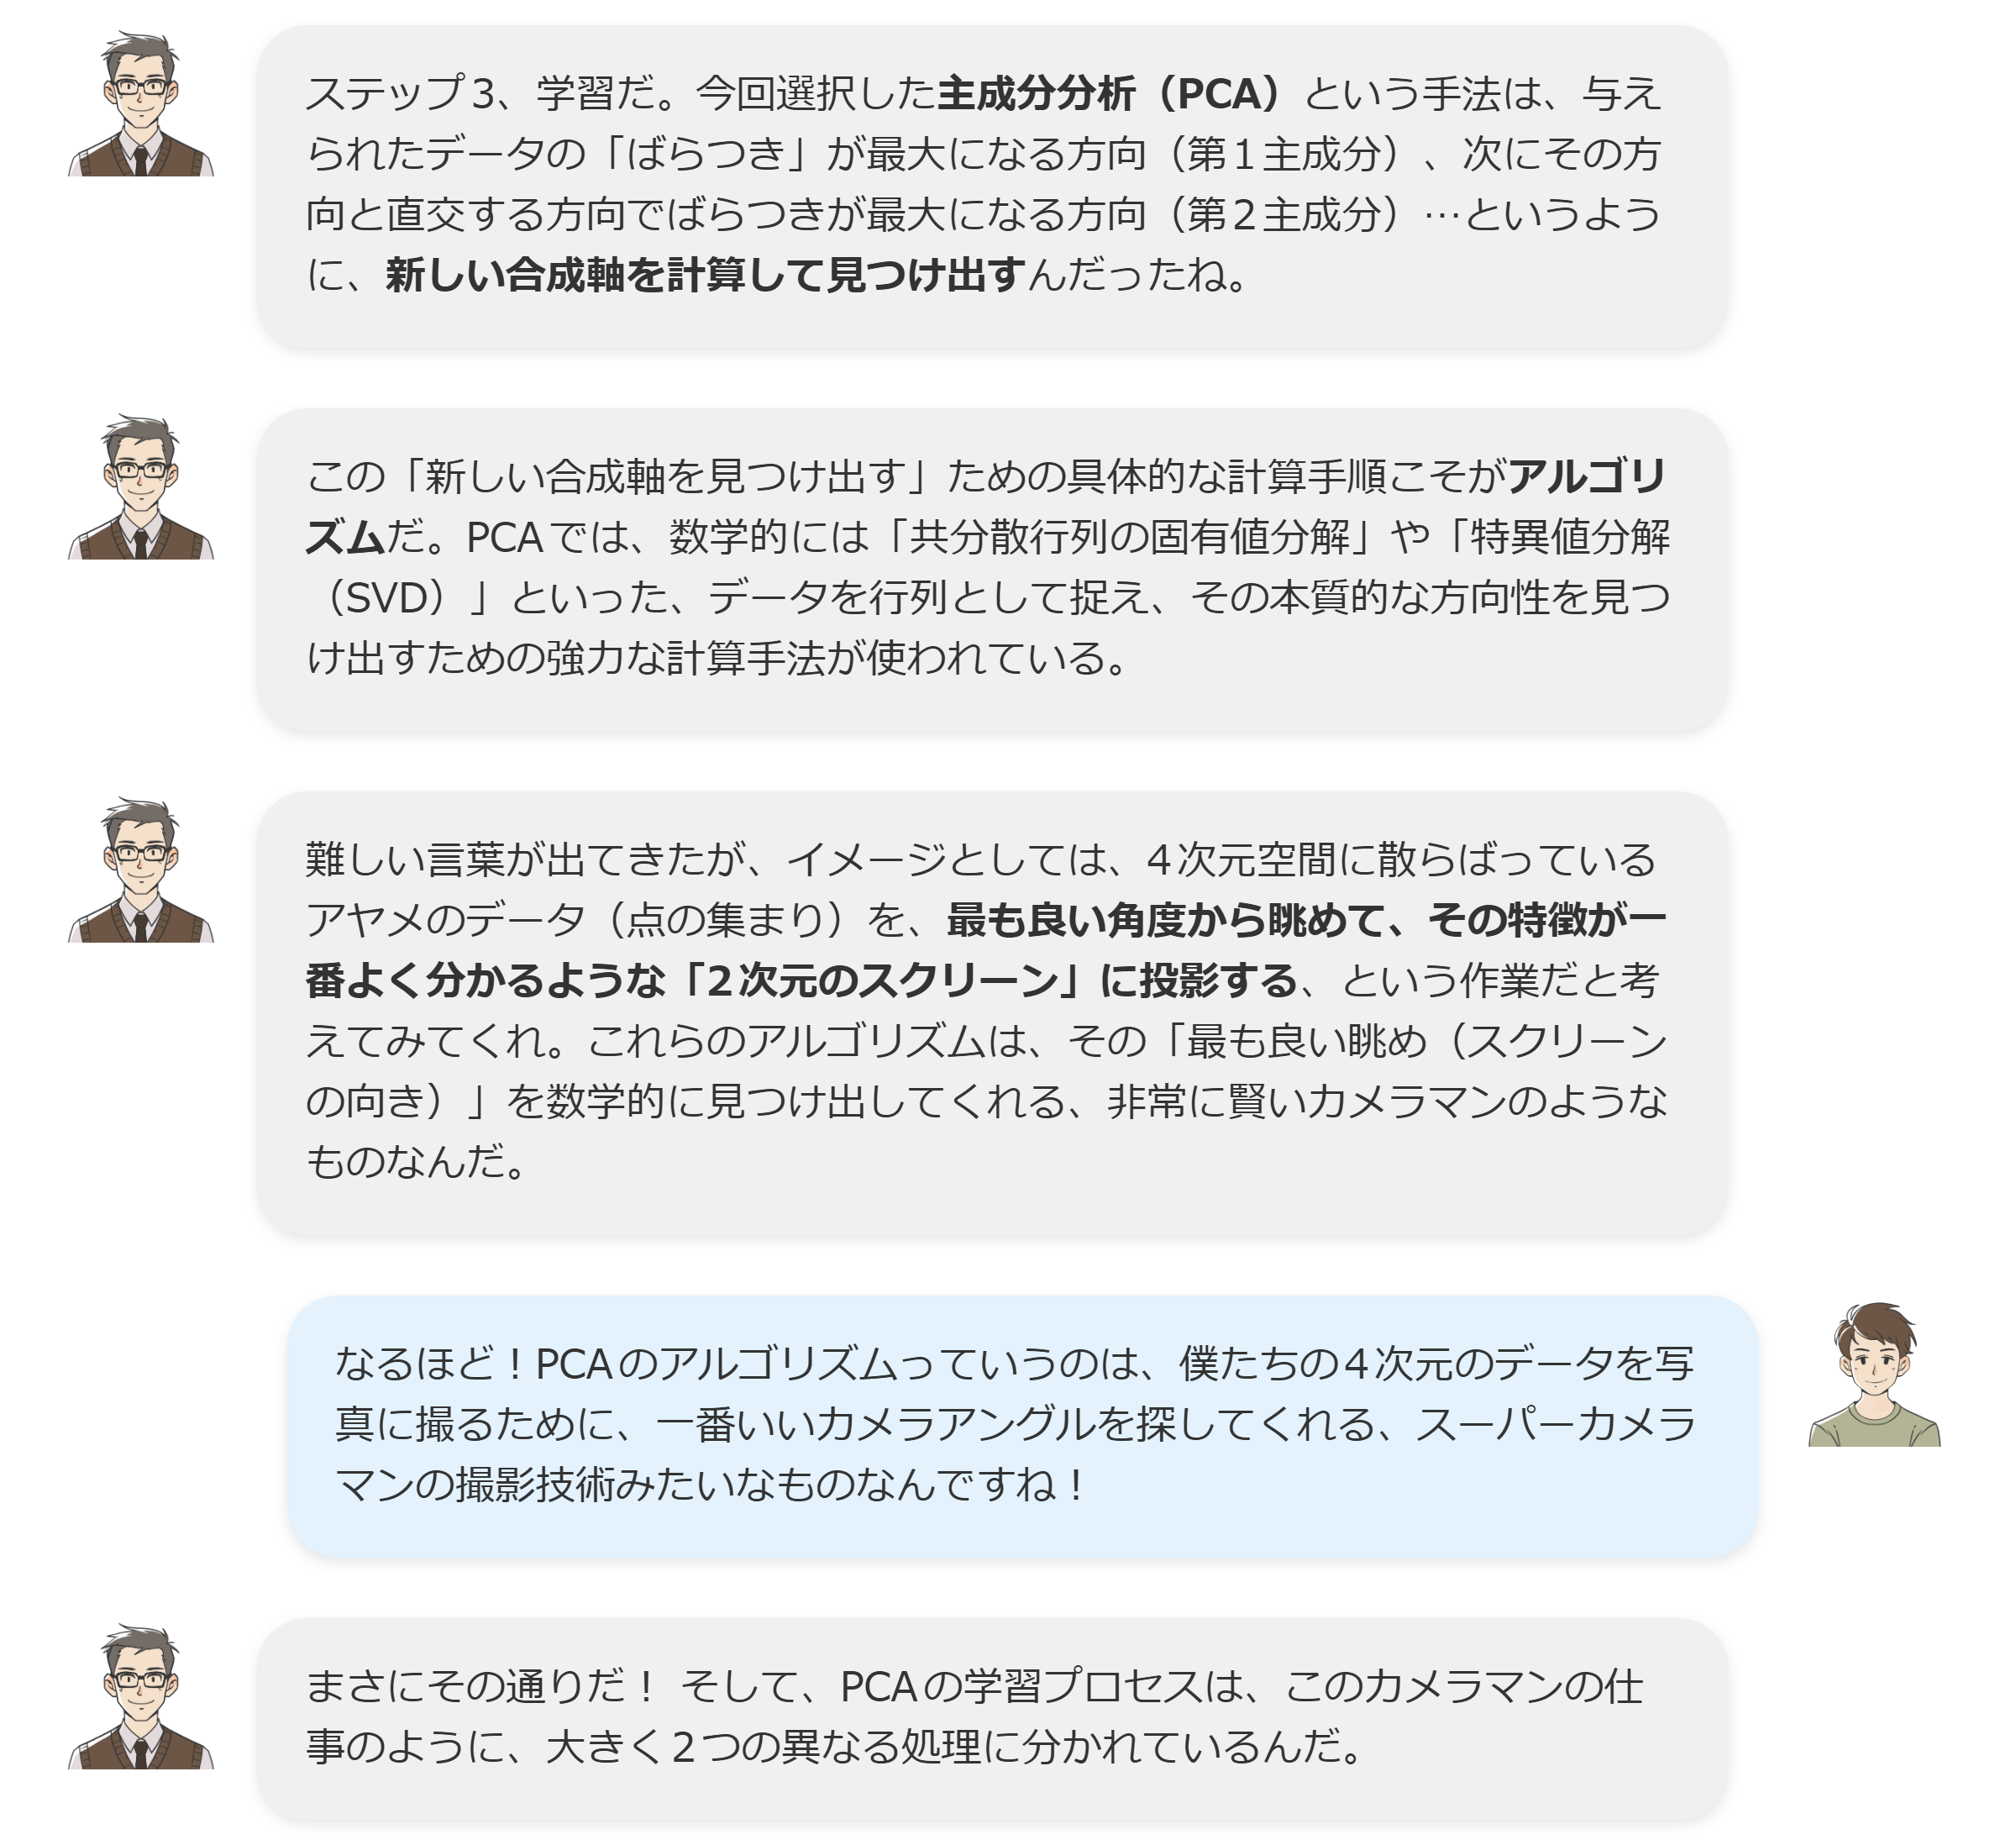 ステップ３、学習だ。今回選択した主成分分析（PCA）という手法は、与え
られたデータの「ばらつき」が最大になる方向（第１主成分）、次にその方
向と直交する方向でばらつきが最大になる方向（第２主成分）…というよう
に、新しい合成軸を計算して見つけ出すんだったね。
この「新しい合成軸を見つけ出す」ための具体的な計算手順こそがアルゴリ
ズムだ。PCAでは、数学的には「共分散行列の固有値分解」や「特異値分解
（SVD）」といった、データを行列として捉え、その本質的な方向性を見つ
け出すための強力な計算手法が使われている。
難しい言葉が出てきたが、イメージとしては、４次元空間に散らばっている
アヤメのデータ（点の集まり）を、最も良い角度から眺めて、その特徴が一
番よく分かるような「２次元のスクリーン」に投影する、という作業だと考
えてみてくれ。これらのアルゴリズムは、その「最も良い眺め（スクリーン
の向き）」を数学的に見つけ出してくれる、非常に賢いカメラマンのような
ものなんだ。
なるほど！PCAのアルゴリズムっていうのは、僕たちの４次元のデータを写
真に撮るために、一番いいカメラアングルを探してくれる、スーパーカメラ
マンの撮影技術みたいなものなんですね！
まさにその通りだ！ そして、PCAの学習プロセスは、このカメラマンの仕
事のように、大きく２つの異なる処理に分かれているんだ。